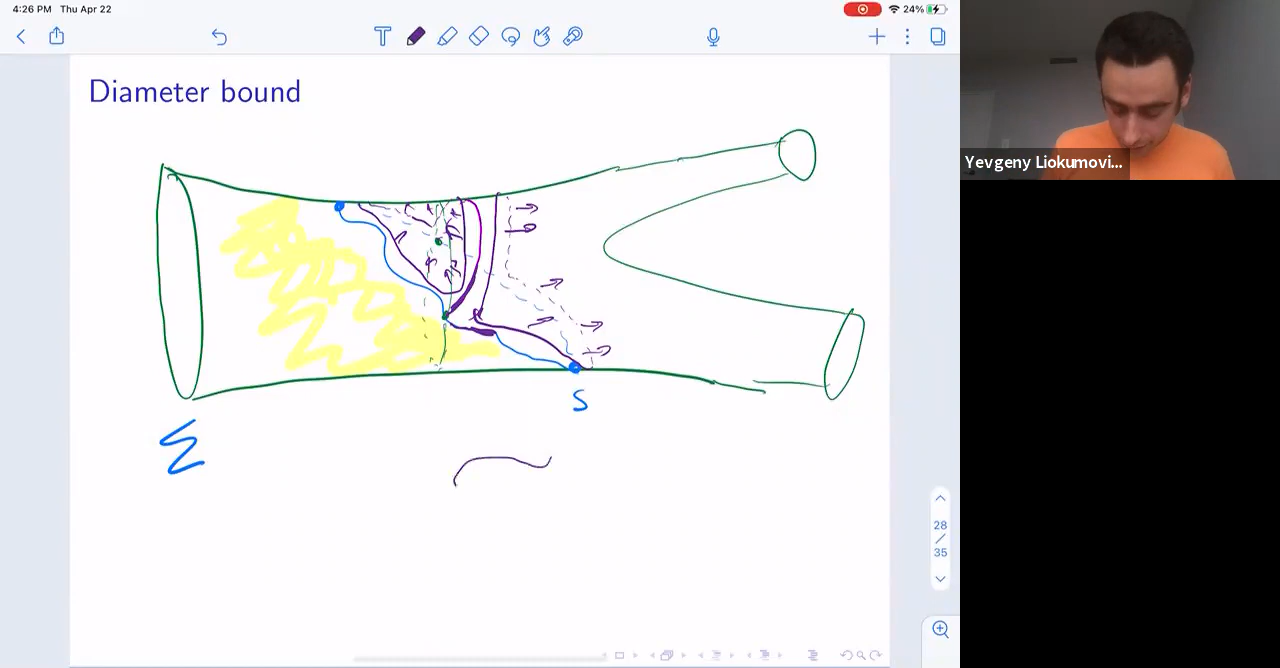 4:26 PM Thu Apr 22
24%
T
Diameter bound
Yevgeny Liokumovi...
S
Σ
28
/
35